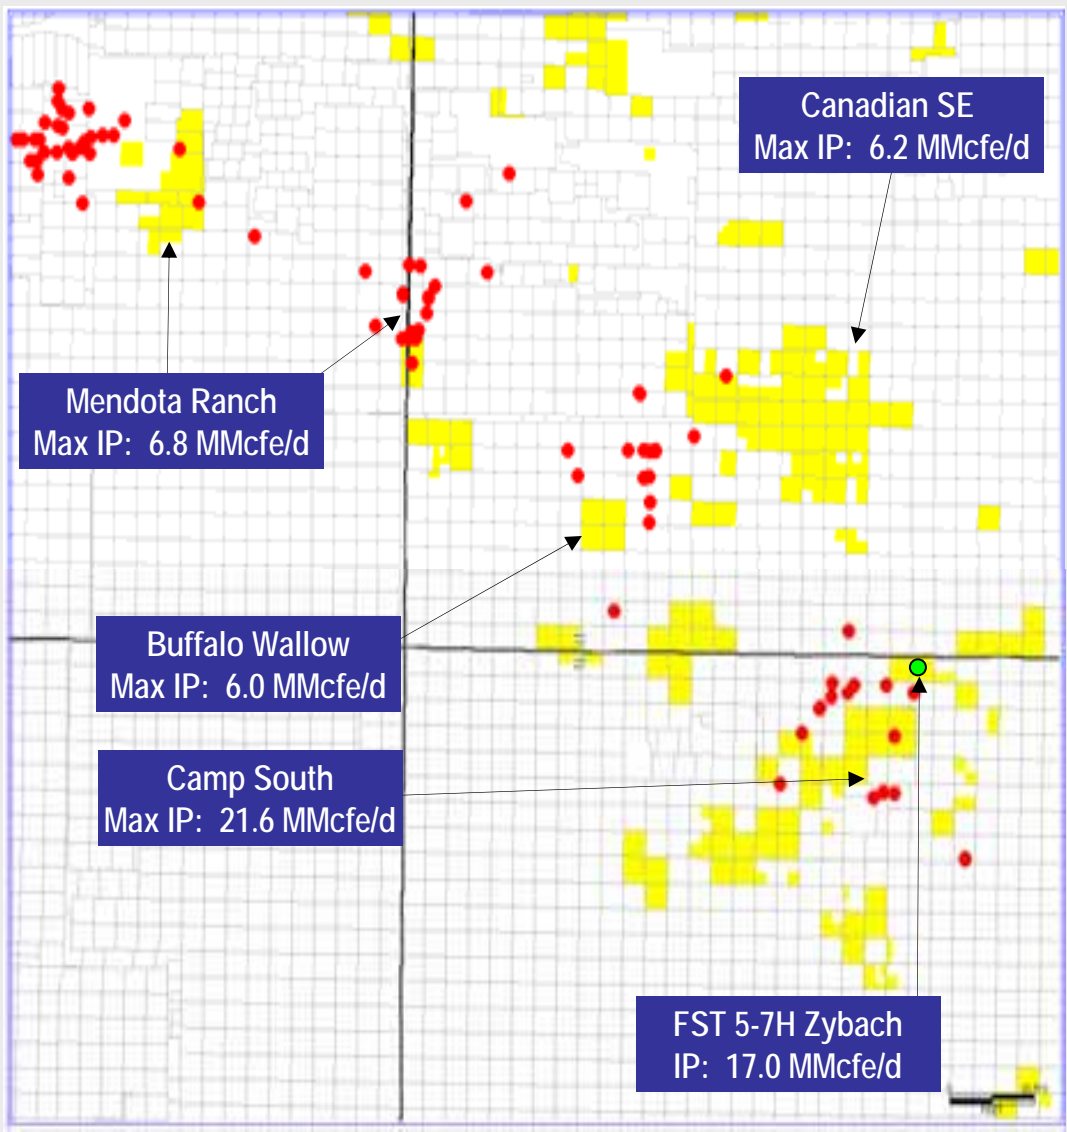 Canadian SE
Max IP: 6.2 MMcfe/d
Mendota Ranch
Max IP: 6.8 MMcfe/d
Buffalo Wallow
Max IP: 6.0 MMcfe/d
Camp South
Max IP: 21.6 MMcfe/d
FST 5-7H Zybach
IP: 17.0 MMcfe/d